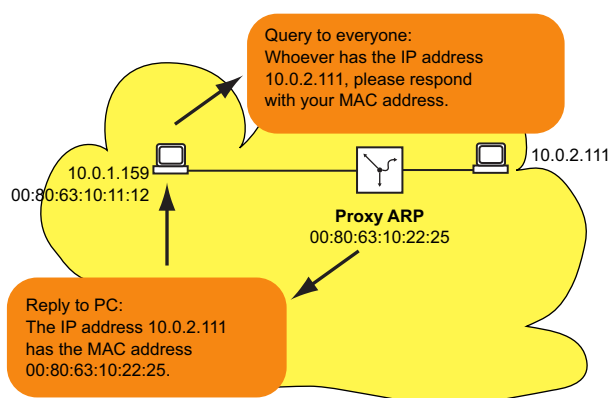 Query to everyone:
Whoever has the IP address
10.0.2.111, please respond
with your MAC address.
10.0.1.159
00:80:63:10:11:12
10.0.2.111
Proxy ARP
00:80:63:10:22:25
Reply to PC:
The IP address 10.0.2.111
has the MAC address
00:80:63:10:22:25.